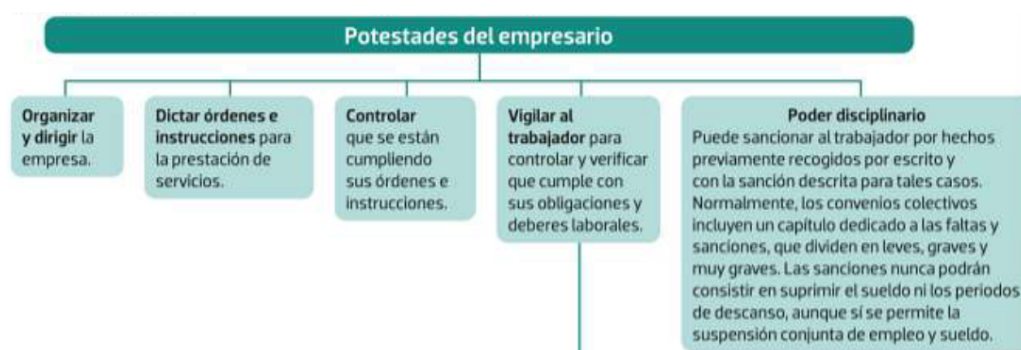 Potestades del empresario
Organizar
y dirigir la
empresa.
Dictar órdenes e
instrucciones para
la prestación de
servicios.
Controlar
que se están
cumpliendo
sus órdenes e
instrucciones.
Vigilar al
trabajador para
controlar y verificar
que cumple con
sus obligaciones y
deberes laborales.
Poder disciplinario
Puede sancionar al trabajador por hechos
previamente recogidos por escrito y
con la sanción descrita para tales casos.
Normalmente, los convenios colectivos
incluyen un capítulo dedicado a las faltas y
sanciones, que dividen en leves, graves y
muy graves. Las sanciones nunca podrán
consistir en suprimir el sueldo ni los periodos
de descanso, aunque sí se permite la
suspensión conjunta de empleo y sueldo.